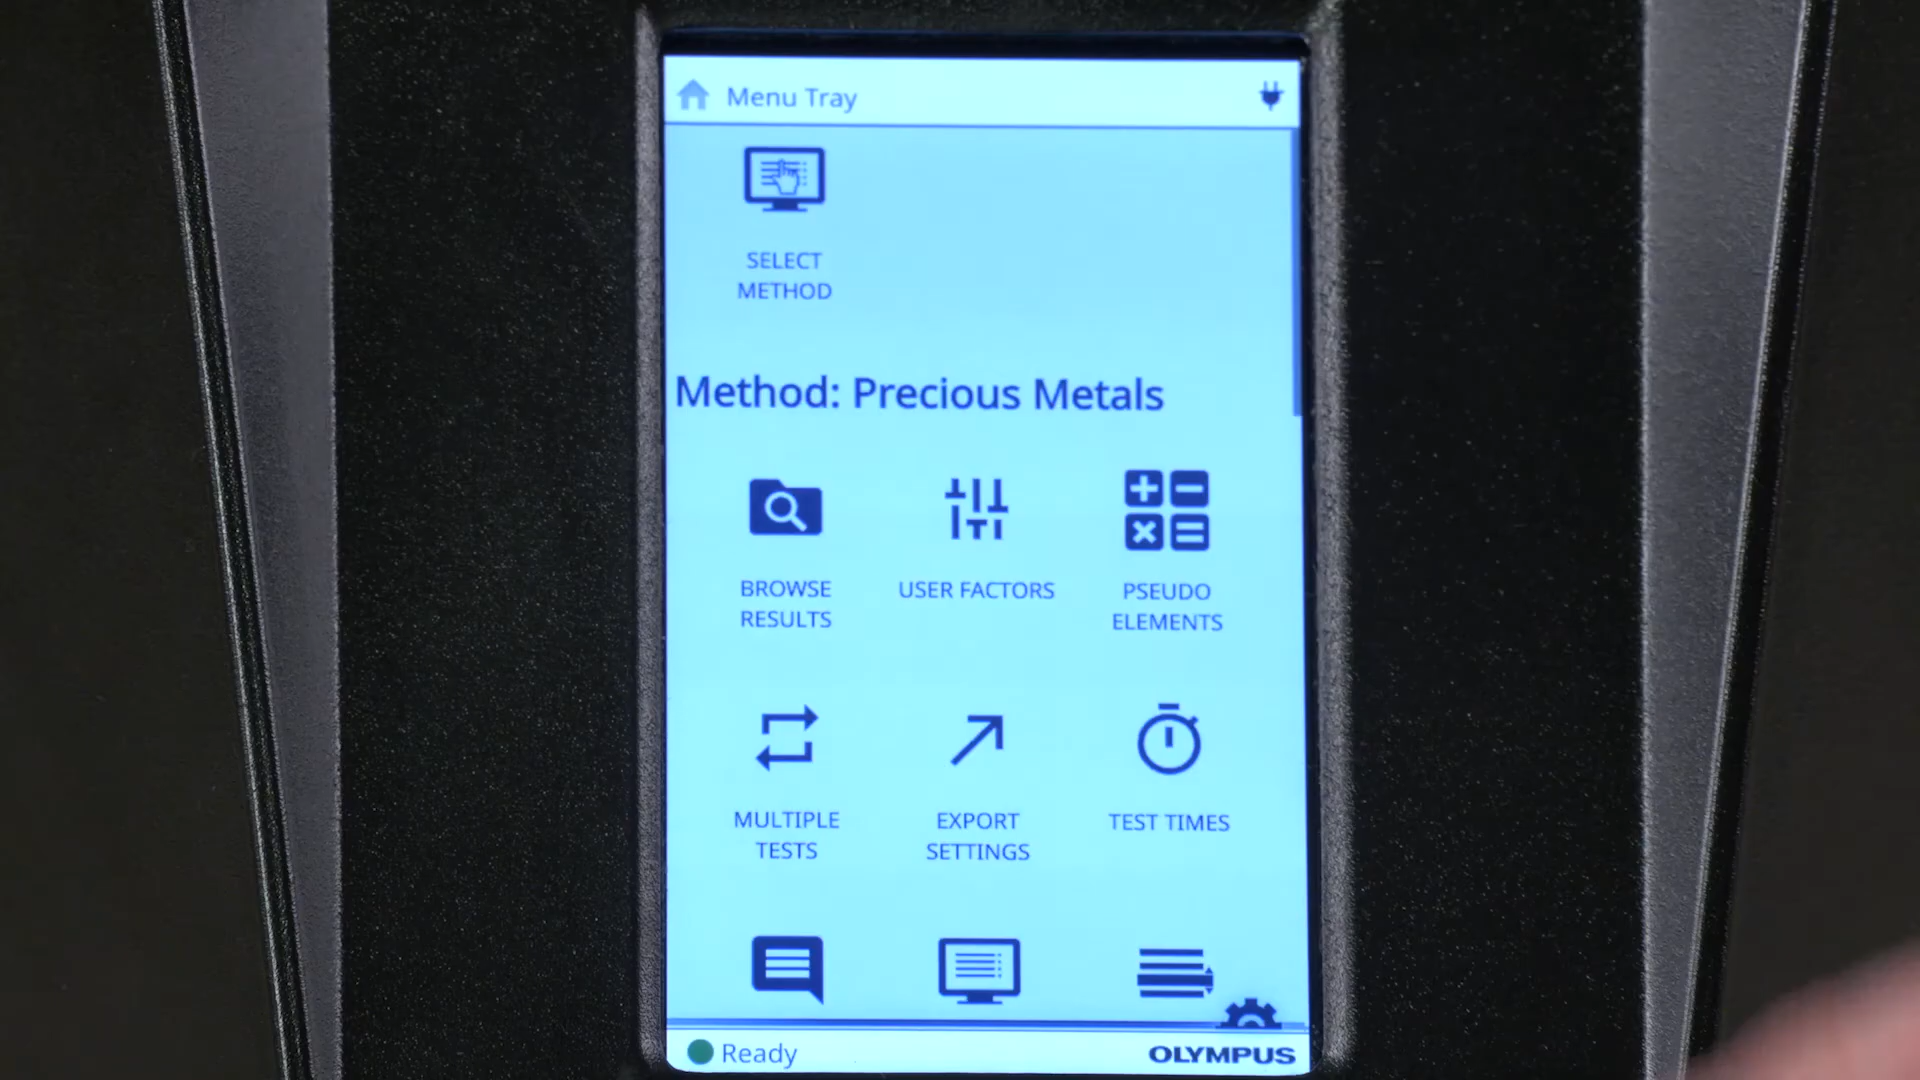 Menu Tray
SELECT
METHOD
Method: Precious Metals
BROWSE
RESULTS
USER FACTORS
PSEUDO
ELEMENTS
MULTIPLE
TESTS
EXPORT
SETTINGS
TEST TIMES
Ready
OLYMPUS